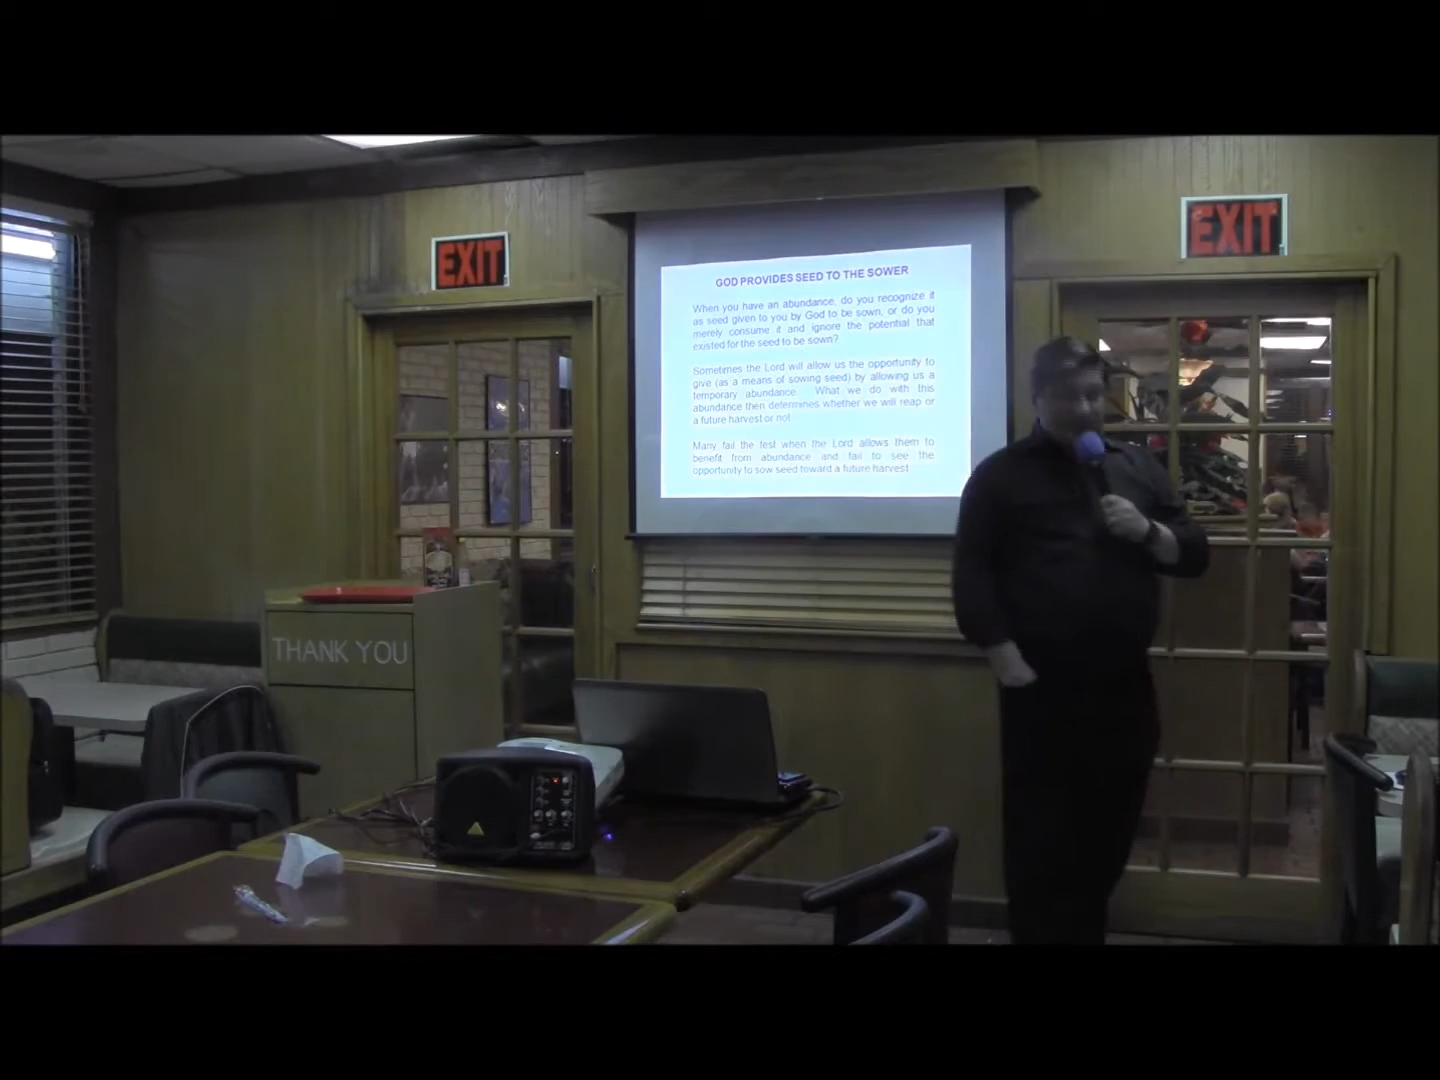 EXIT
EXIT
GOD PROVIDES SEED TO THE SOWER
When you have an abundance, do you recognize it
as seed given to you by God to be sown, or do you
merely consume it and ignore the potential that
existed for the seed to be sown?
Sometimes the Lord will allow us the opportunity to
give (as a means of sowing seed) by allowing us a
temporary abundance. What we do with this
abundance then determines whether we will reap or
a future harvest or not
Many fail the test when the Lord allows them to
benefit from abundance and fail to see the
opportunity to sow seed toward a future harvest
THANK YOU